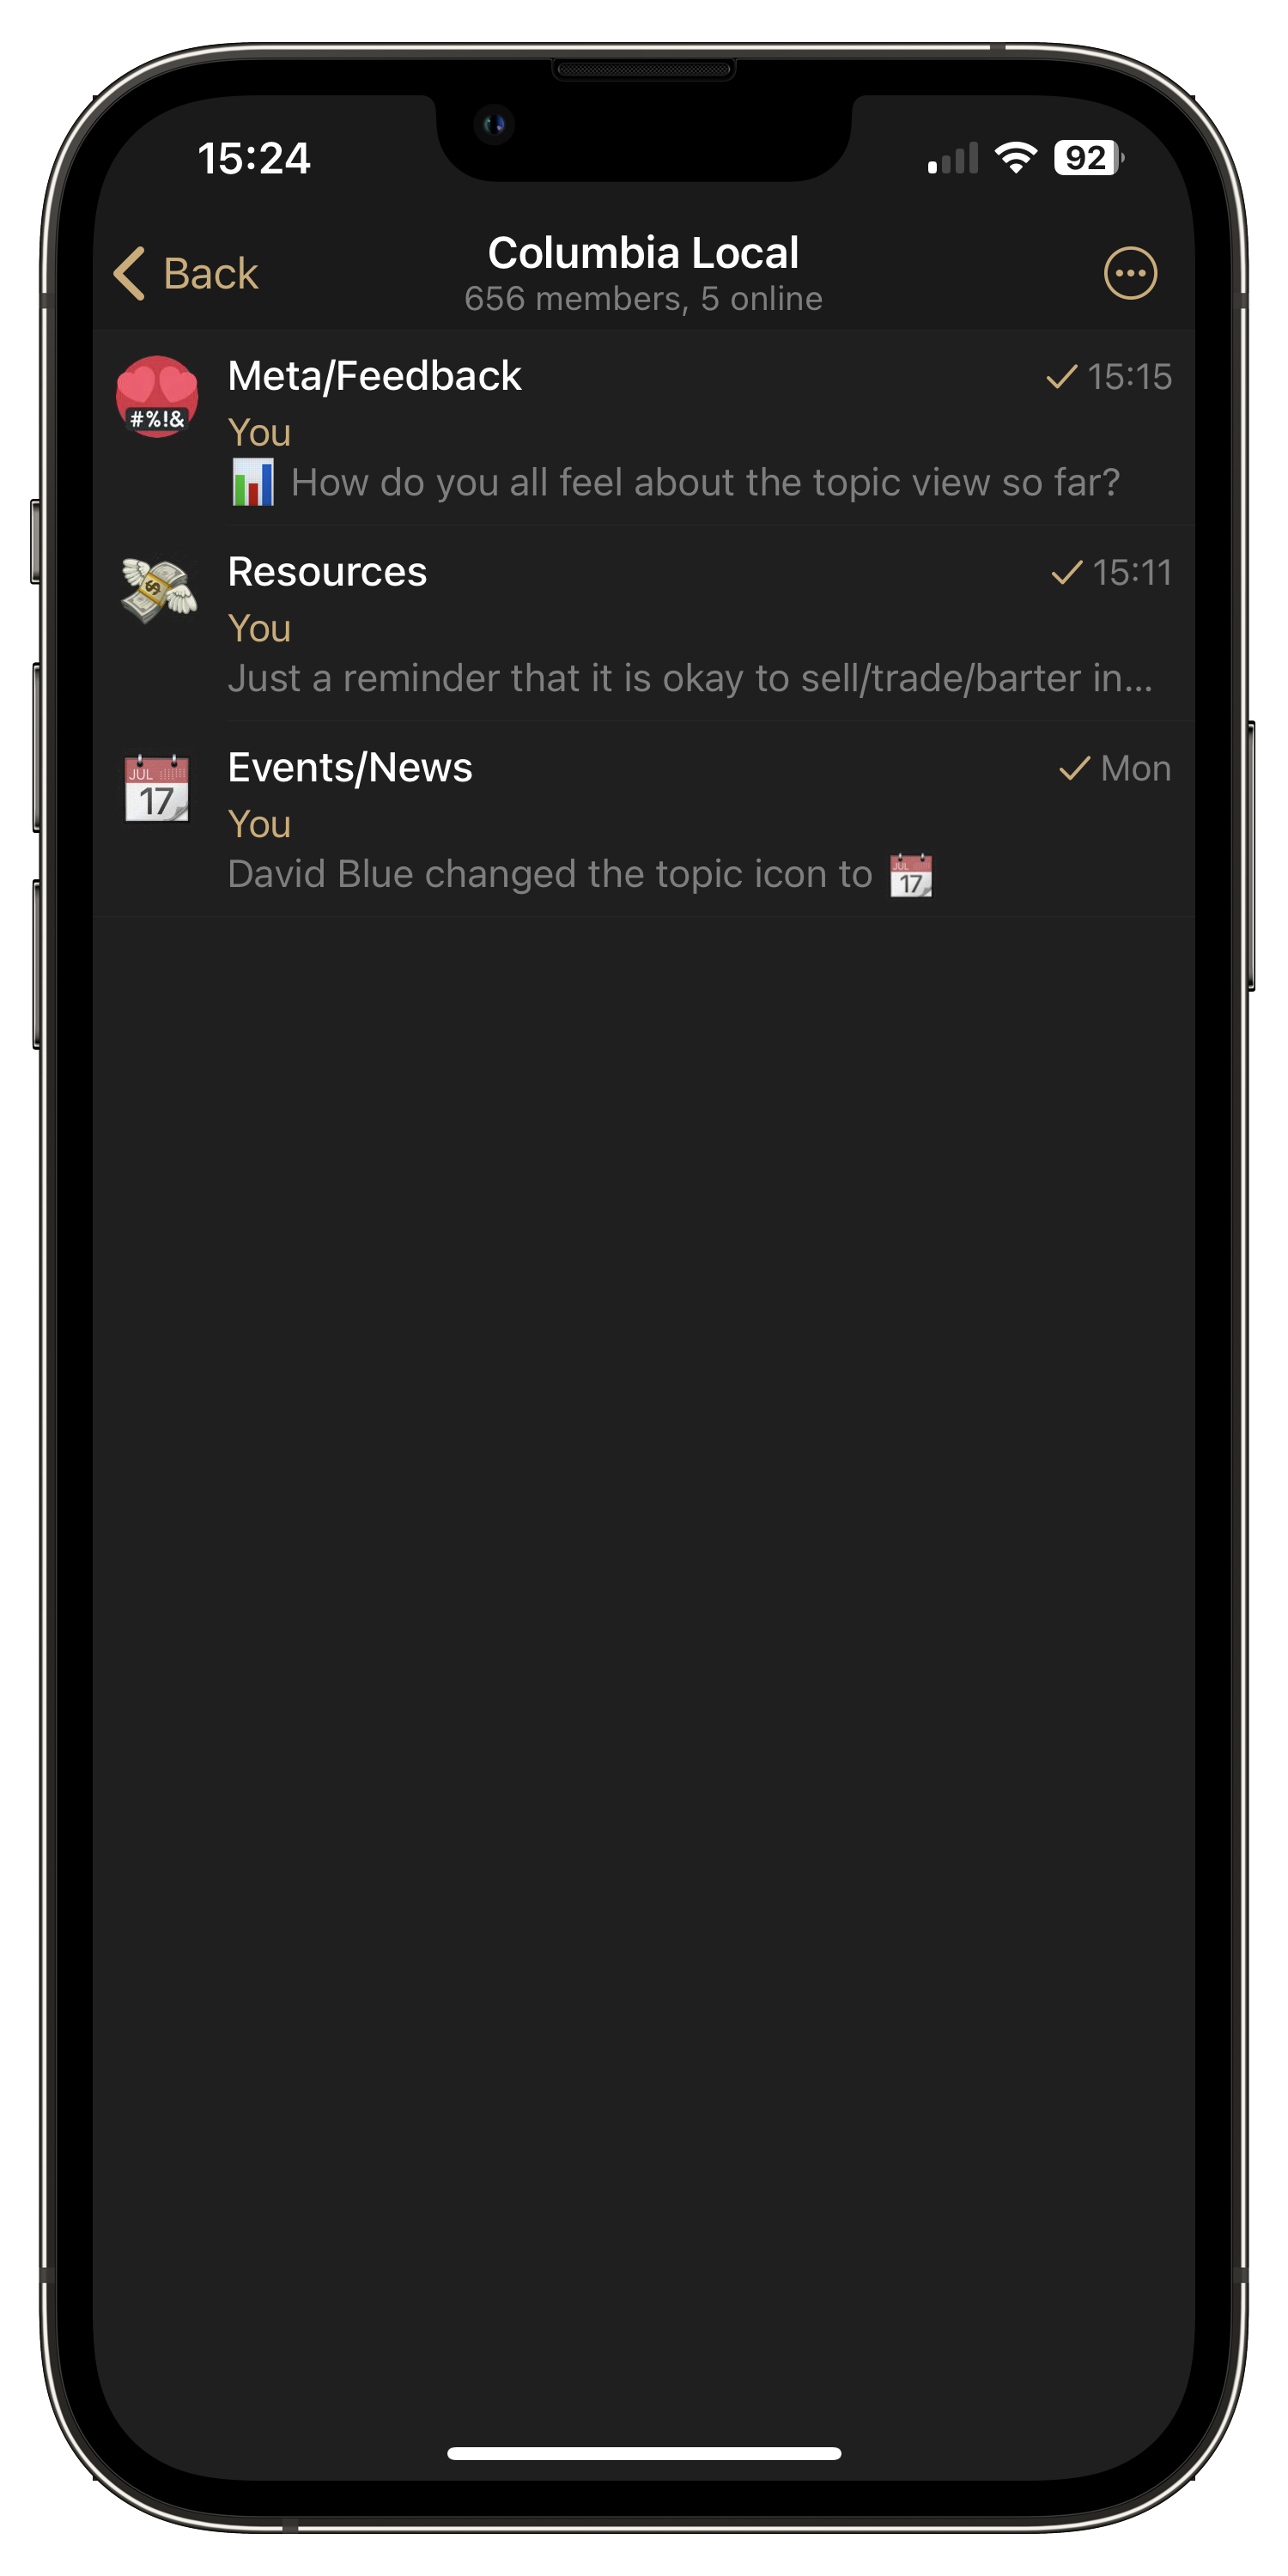 15:24 92
Back
Columbia Local
656 members, 5 online
#%!&
Meta/Feedback 15:15
You
📊 How do you all feel about the topic view so far?
Resources 15:11
You
Just a reminder that it is okay to sell/trade/barter in...
JUL
17
Events/News Mon
You
David Blue changed the topic icon to 📅